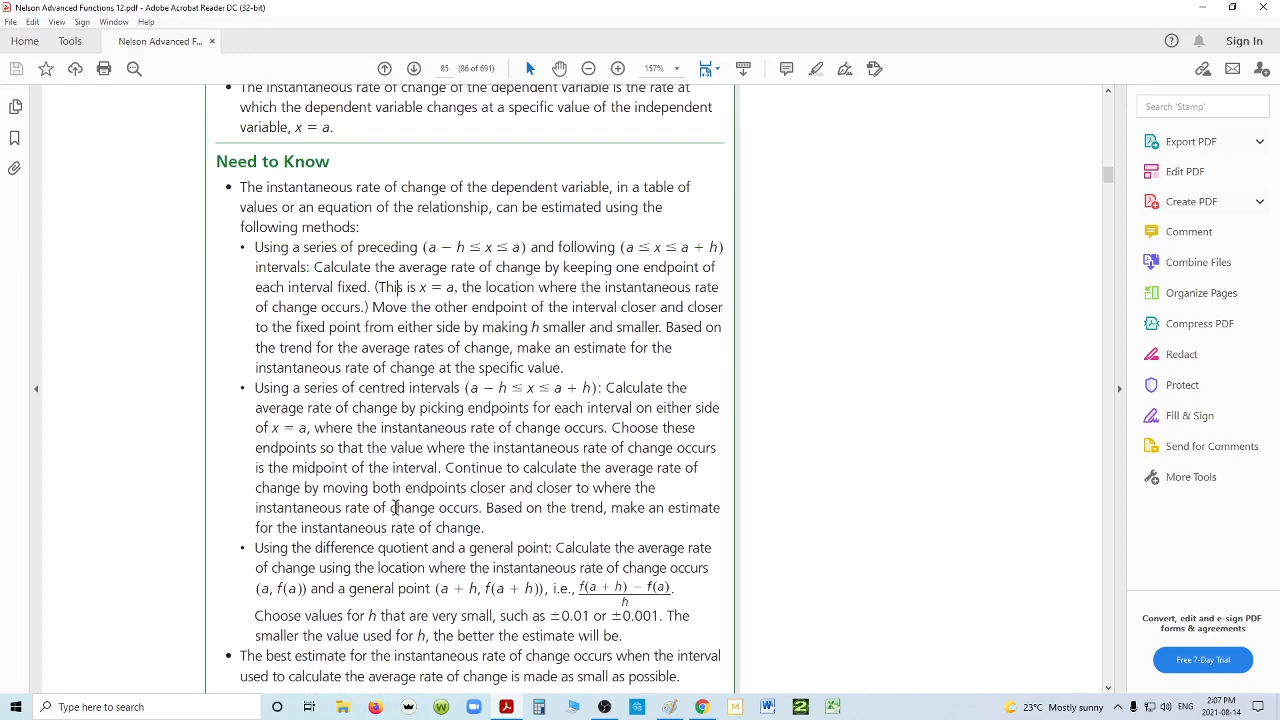 Nelson Advanced Functions 12.pdf - Adobe Acrobat Reader DC (32-bit)
File Edit View Sign Window Help
Home Tools Nelson Advanced F... × Sign In
85 (86 of 691) 157%
The instantaneous rate of change of the dependent variable is the rate at
which the dependent variable changes at a specific value of the independent
variable, x = a.
Need to Know
• The instantaneous rate of change of the dependent variable, in a table of
values or an equation of the relationship, can be estimated using the
following methods:
• Using a series of preceding (a − h ≤ x ≤ a) and following (a ≤ x ≤ a + h)
intervals: Calculate the average rate of change by keeping one endpoint of
each interval fixed. (This is x = a, the location where the instantaneous rate
of change occurs.) Move the other endpoint of the interval closer and closer
to the fixed point from either side by making h smaller and smaller. Based on
the trend for the average rates of change, make an estimate for the
instantaneous rate of change at the specific value.
• Using a series of centred intervals (a − h ≤ x ≤ a + h): Calculate the
average rate of change by picking endpoints for each interval on either side
of x = a, where the instantaneous rate of change occurs. Choose these
endpoints so that the value where the instantaneous rate of change occurs
is the midpoint of the interval. Continue to calculate the average rate of
change by moving both endpoints closer and closer to where the
instantaneous rate of change occurs. Based on the trend, make an estimate
for the instantaneous rate of change.
• Using the difference quotient and a general point: Calculate the average rate
of change using the location where the instantaneous rate of change occurs
(a, f(a)) and a general point (a + h, f(a + h)), i.e., f(a + h) − f(a) / h.
Choose values for h that are very small, such as ±0.01 or ±0.001. The
smaller the value used for h, the better the estimate will be.
• The best estimate for the instantaneous rate of change occurs when the interval
used to calculate the average rate of change is made as small as possible.
Search 'Stamp'
Export PDF
Edit PDF
Create PDF
Comment
Combine Files
Organize Pages
Compress PDF
Redact
Protect
Fill & Sign
Send for Comments
More Tools
Convert, edit and e-sign PDF
forms & agreements
Free 7-Day Trial
Type here to search
23°C Mostly sunny
ENG
2:07 PM
2021-08-14